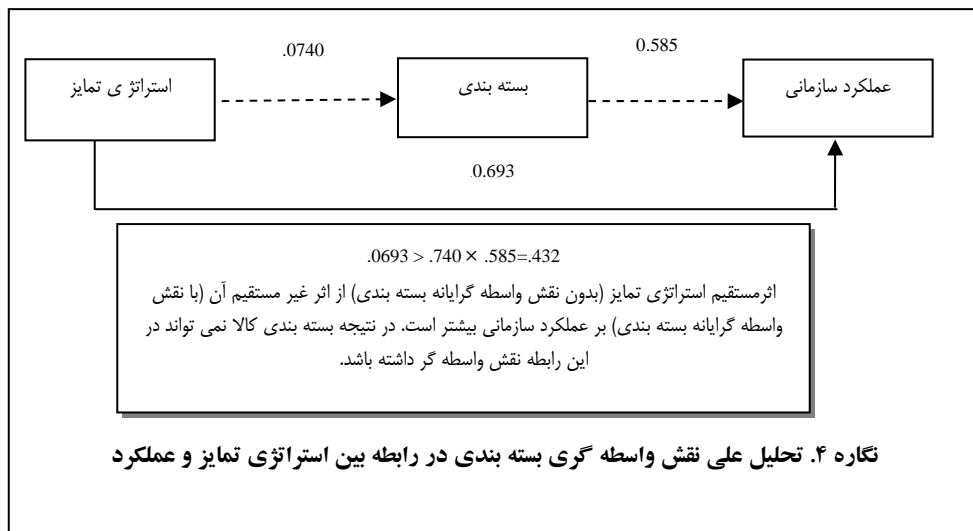 .0740
0.585
استراتژ ی تمایز
بسته بندی
عملکرد سازمانی
0.693
.0693 > .740 × .585=.432
اثرمستقیم استراتژی تمایز (بدون نقش واسطه گرایانه بسته بندی) از اثر غیر مستقیم آن (با نقش
واسطه گرایانه بسته بندی) بر عملکرد سازمانی بیشتر است. در نتیجه بسته بندی کالا نمی تواند در
این رابطه نقش واسطه گر داشته باشد.
نگاره ۴. تحلیل علی نقش واسطه گری بسته بندی در رابطه بین استراتژی تمایز و عملکرد